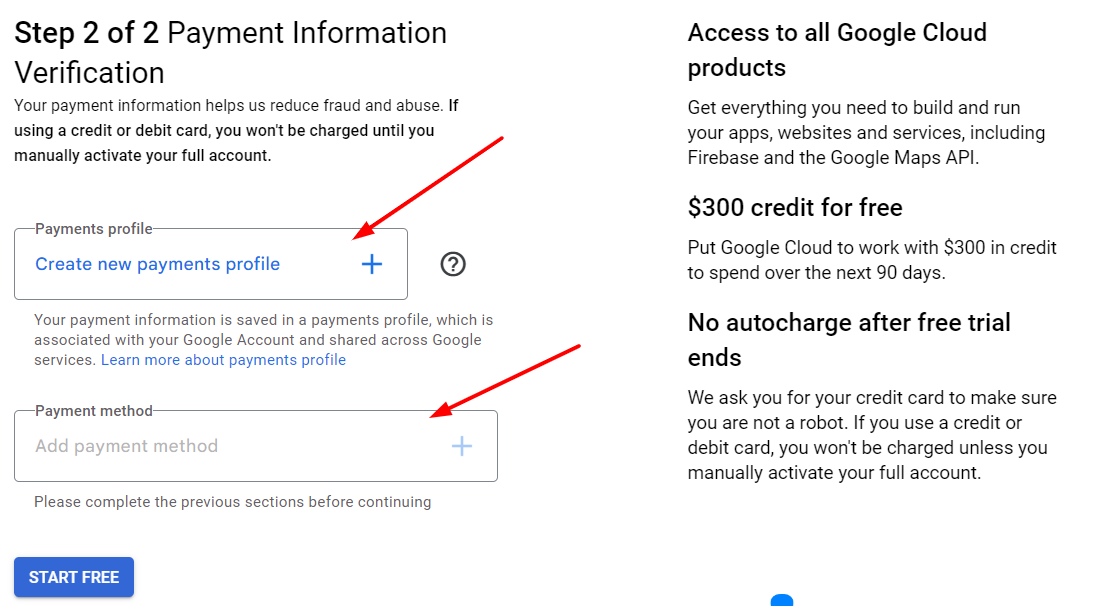 Step 2 of 2 Payment Information
Verification
Your payment information helps us reduce fraud and abuse. If
using a credit or debit card, you won't be charged until you
manually activate your full account.
Payments profile
Create new payments profile
?
Your payment information is saved in a payments profile, which is
associated with your Google Account and shared across Google
services. Learn more about payments profile
Payment method
Add payment method
Please complete the previous sections before continuing
START FREE
Access to all Google Cloud
products
Get everything you need to build and run
your apps, websites and services, including
Firebase and the Google Maps API.
$300 credit for free
Put Google Cloud to work with $300 in credit
to spend over the next 90 days.
No autocharge after free trial
ends
We ask you for your credit card to make sure
you are not a robot. If you use a credit or
debit card, you won't be charged unless you
manually activate your full account.